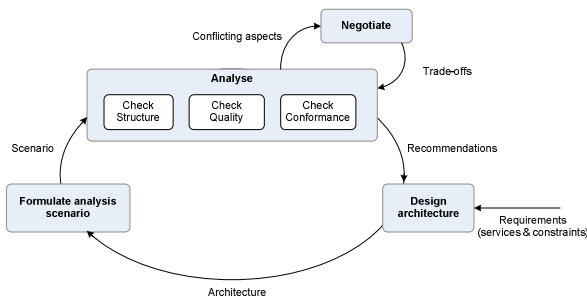 Negotiate
Conflicting aspects
Trade-offs
Analyse
Check
Structure
Check
Quality
Check
Conformance
Scenario
Recommendations
Formulate analysis
scenario
Design
architecture
Requirements
(services & constraints)
Architecture